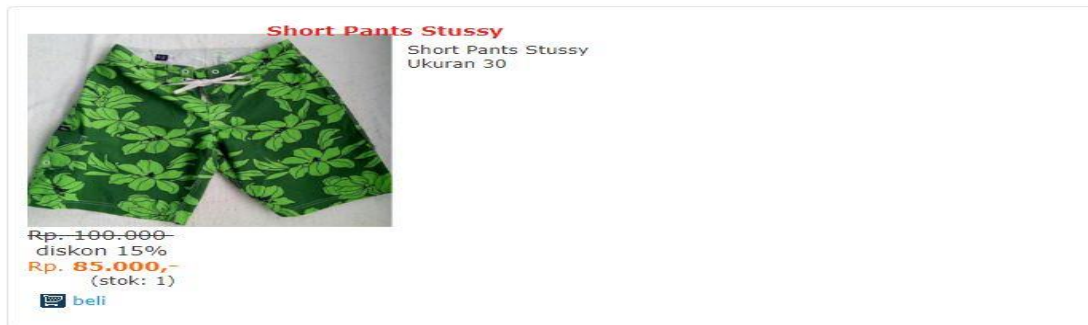 Short Pants Stussy
Short Pants Stussy
Ukuran 30
Rp. 100.000
diskon 15%
Rp. 85.000,-
(stok: 1)
beli